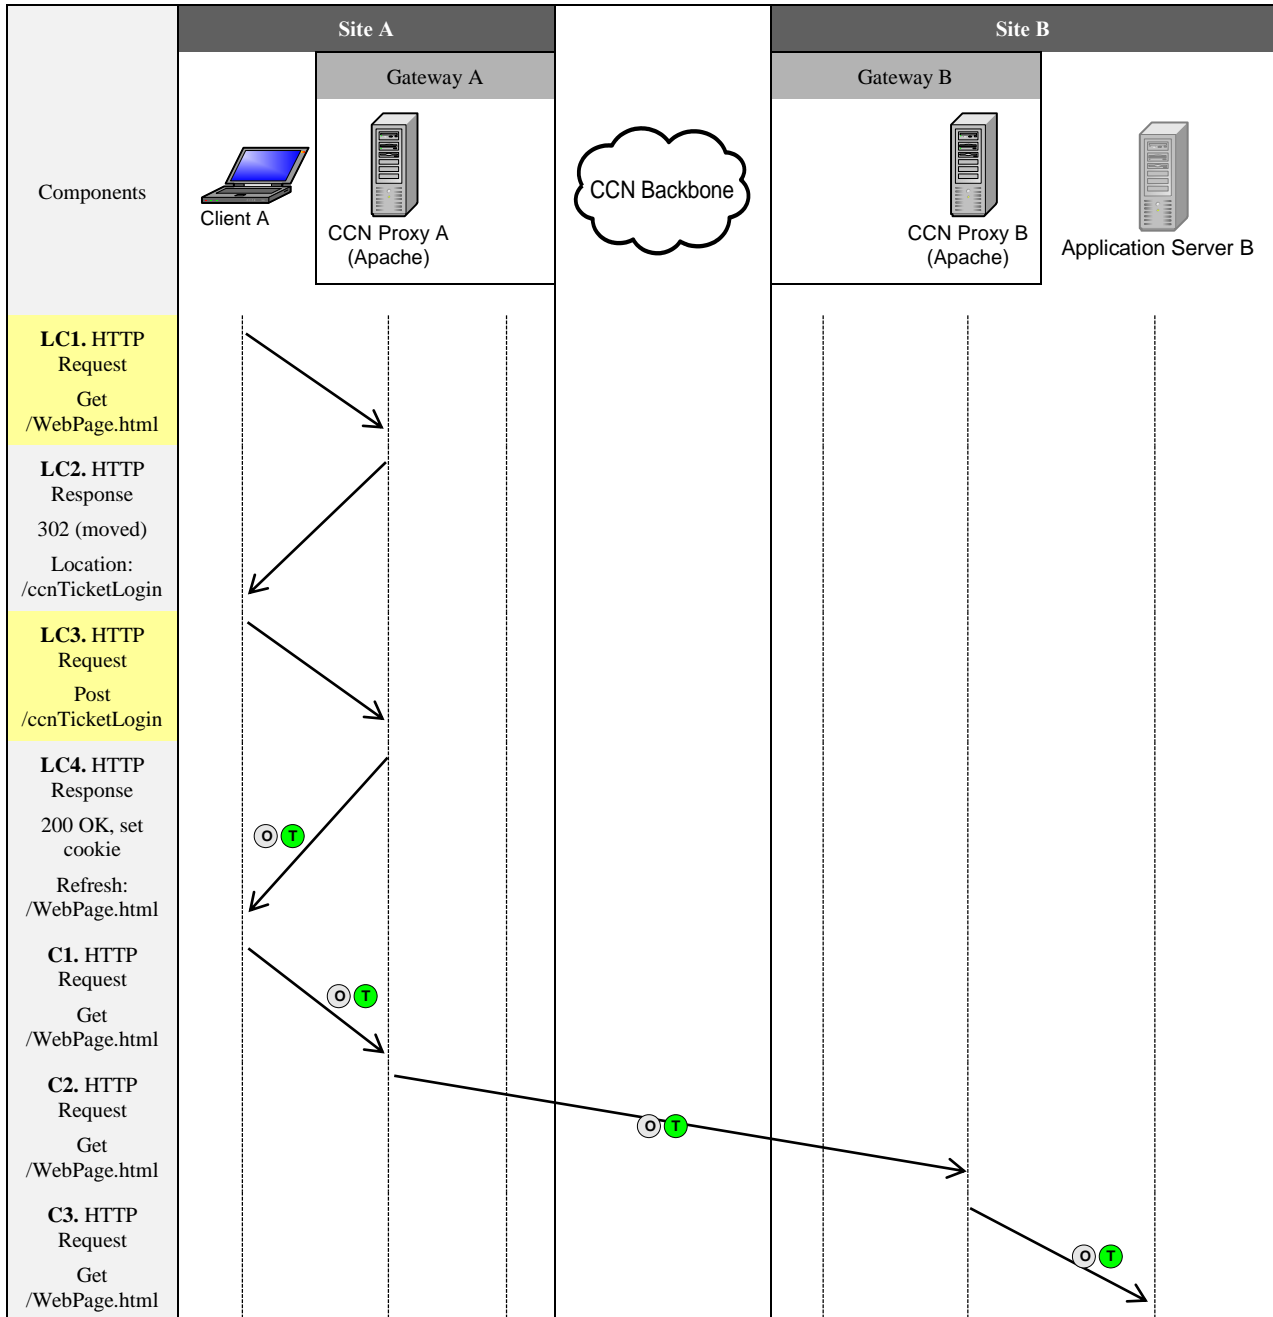 Site A
Site B
Gateway A
Gateway B
Components
Client A
CCN Proxy A
(Apache)
CCN Backbone
CCN Proxy B
(Apache)
Application Server B
LC1. HTTP
Request
Get
/WebPage.html
LC2. HTTP
Response
302 (moved)
Location:
/ccnTicketLogin
LC3. HTTP
Request
Post
/ccnTicketLogin
LC4. HTTP
Response
200 OK, set
cookie
Refresh:
/WebPage.html
O T
C1. HTTP
Request
Get
/WebPage.html
O T
C2. HTTP
Request
Get
/WebPage.html
O T
C3. HTTP
Request
Get
/WebPage.html
O T